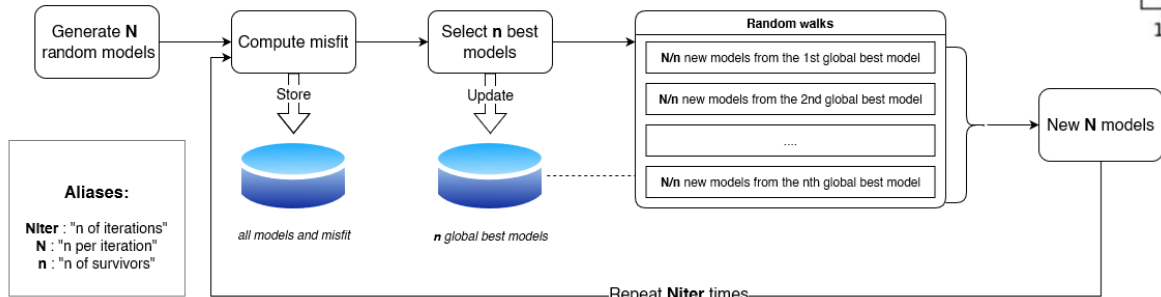 Generate N
random models
Compute misfit
Select n best
models
Store
Update
all models and misfit
n global best models
Random walks
N/n new models from the 1st global best model
N/n new models from the 2nd global best model
....
N/n new models from the nth global best model
New N models
1
Aliases:
NIter : "n of iterations"
N : "n per iteration"
n : "n of survivors"
Repeat Niter times